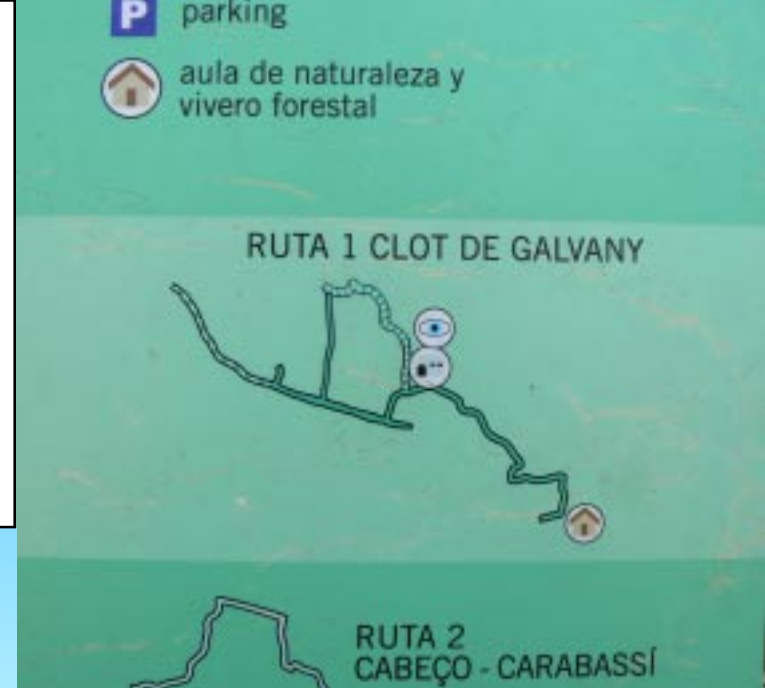 P parking
aula de naturaleza y
vivero forestal
RUTA 1 CLOT DE GALVANY
RUTA 2
CABEÇO - CARABASSÍ